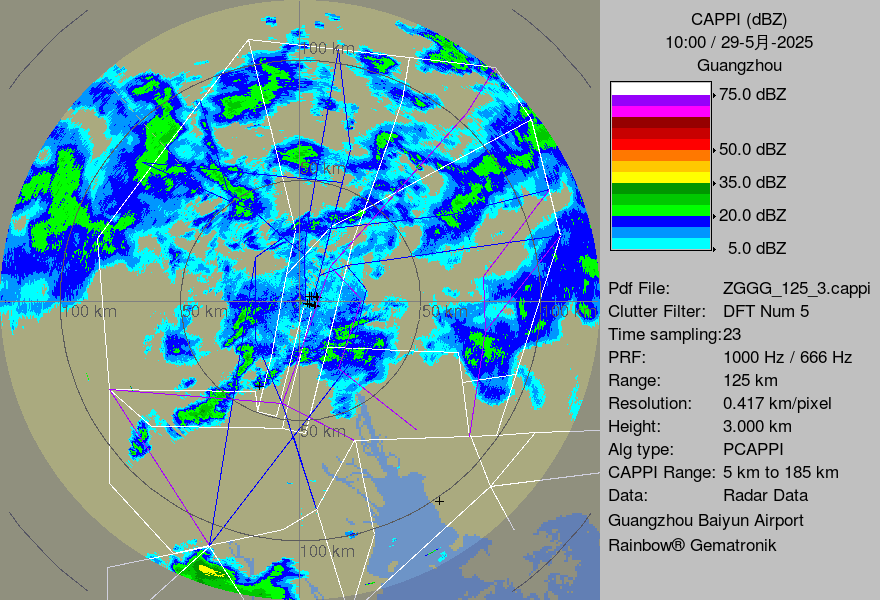 CAPPI (dBZ)
10:00 / 29-5月-2025
Guangzhou
75.0 dBZ
50.0 dBZ
35.0 dBZ
20.0 dBZ
5.0 dBZ
Pdf File: ZGGG_125_3.cappi
Clutter Filter: DFT Num 5
Time sampling:23
PRF: 1000 Hz / 666 Hz
Range: 125 km
Resolution: 0.417 km/pixel
Height: 3.000 km
Alg type: PCAPPI
CAPPI Range: 5 km to 185 km
Data: Radar Data
Guangzhou Baiyun Airport
Rainbow® Gematronik
100 km
50 km
100 km
50 km
50 km
100 km
50 km
100 km